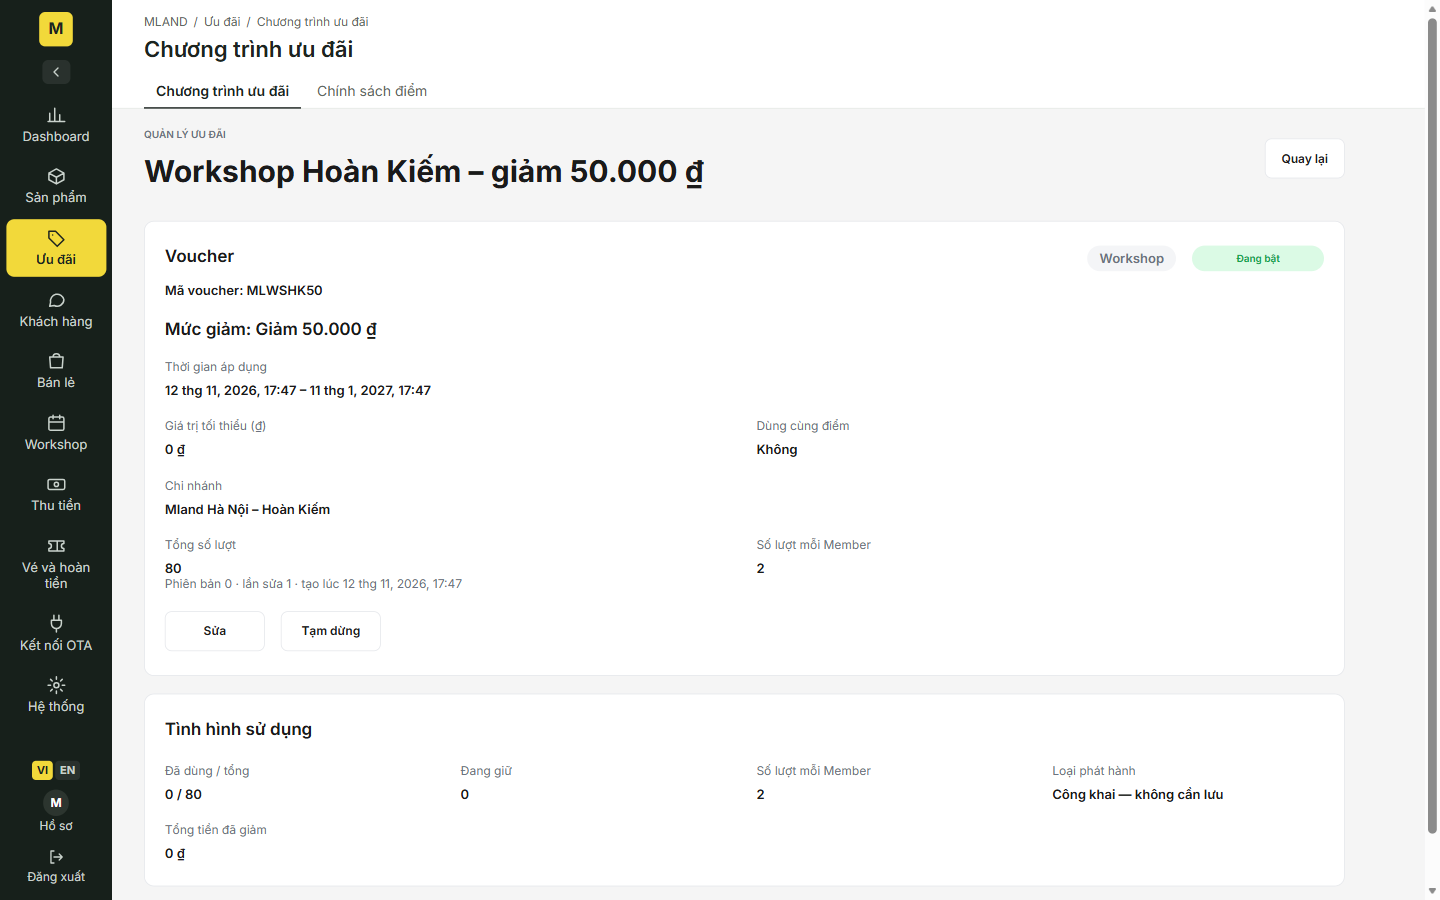 M
Dashboard
Sản phẩm
Ưu đãi
Khách hàng
Bán lẻ
Workshop
Thu tiền
Vé và hoàn
tiền
Kết nối OTA
Hệ thống
VI EN
M
Hồ sơ
Đăng xuất
MLAND / Ưu đãi / Chương trình ưu đãi
Chương trình ưu đãi
Chương trình ưu đãi Chính sách điểm
QUẢN LÝ ƯU ĐÃI
Workshop Hoàn Kiếm – giảm 50.000 ₫
Quay lại
Voucher
Workshop Đang bật
Mã voucher: MLWSHK50
Mức giảm: Giảm 50.000 ₫
Thời gian áp dụng
12 thg 11, 2026, 17:47 – 11 thg 1, 2027, 17:47
Giá trị tối thiểu (₫) Dùng cùng điểm
0 ₫ Không
Chi nhánh
Mland Hà Nội – Hoàn Kiếm
Tổng số lượt Số lượt mỗi Member
80 2
Phiên bản 0 · lần sửa 1 · tạo lúc 12 thg 11, 2026, 17:47
Sửa Tạm dừng
Tình hình sử dụng
Đã dùng / tổng Đang giữ Số lượt mỗi Member Loại phát hành
0 / 80 0 2 Công khai — không cần lưu
Tổng tiền đã giảm
0 ₫